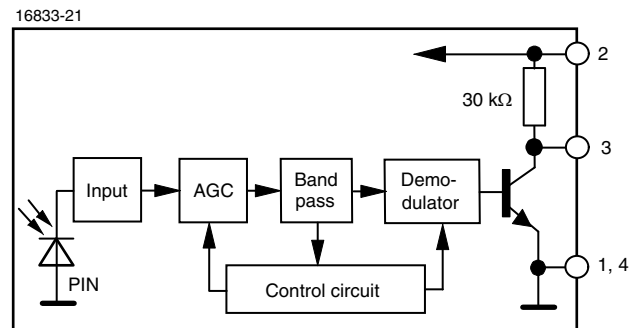 16833-21
2
30 kΩ
3
Input
AGC
Band
pass
Demo-
dulator
1, 4
PIN
Control circuit